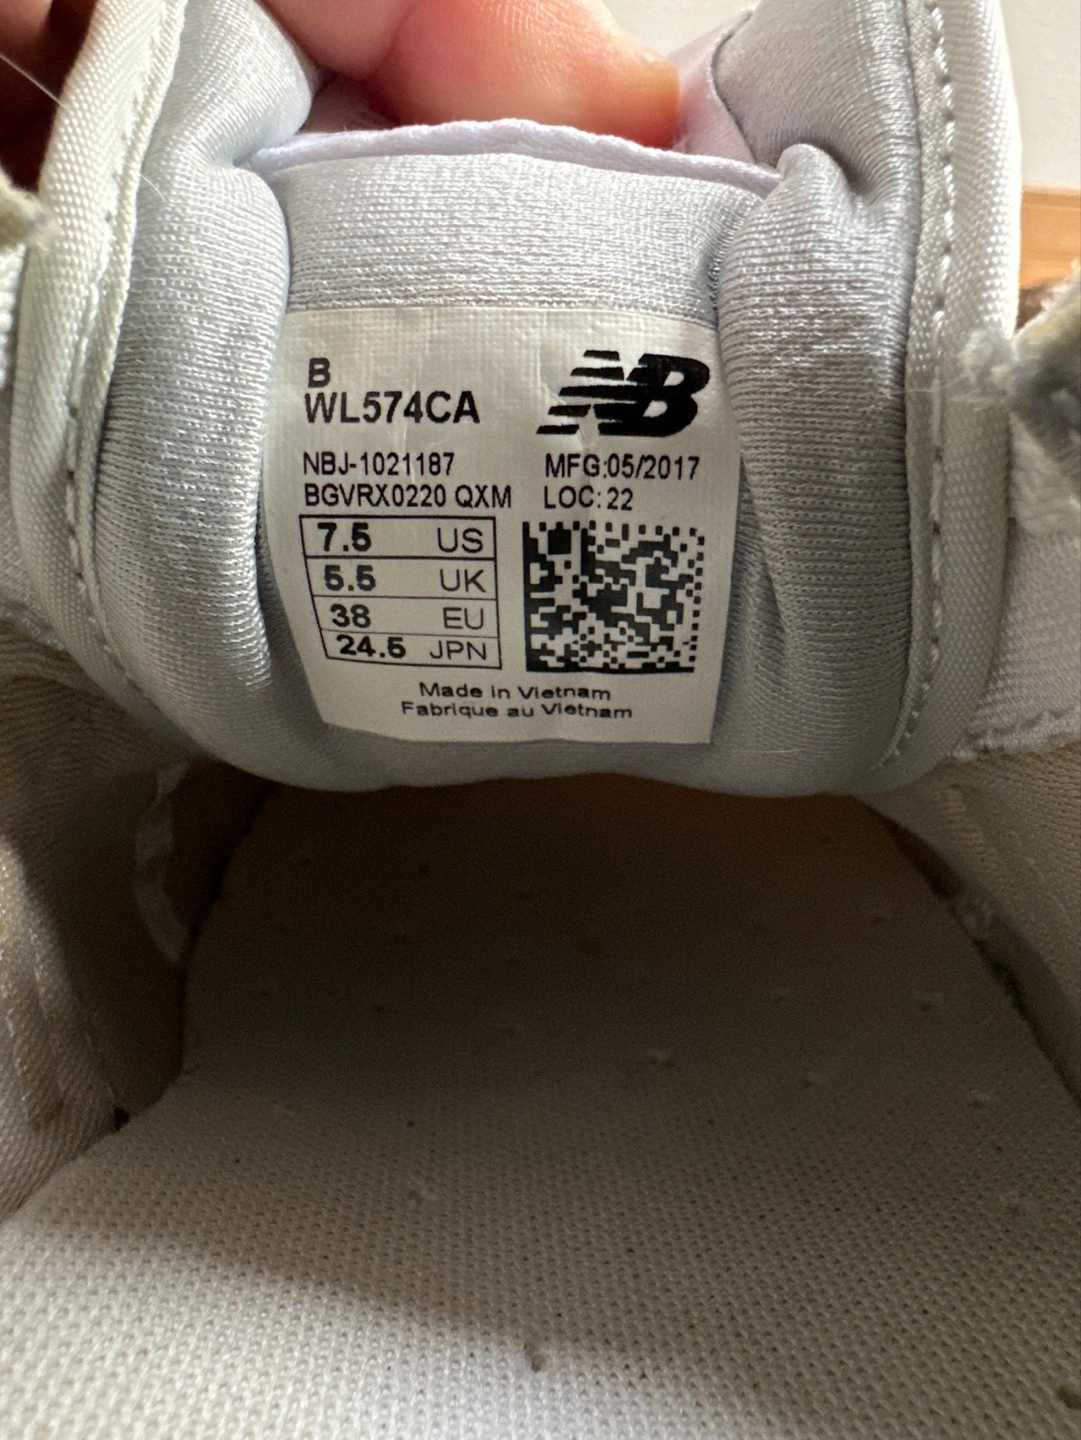 B
WL574CA
NB
NBJ-1021187 MFG:05/2017
BGVRX0220 QXM LOC:22
7.5 US
5.5 UK
38 EU
24.5 JPN
Made in Vietnam
Fabrique au Vietnam